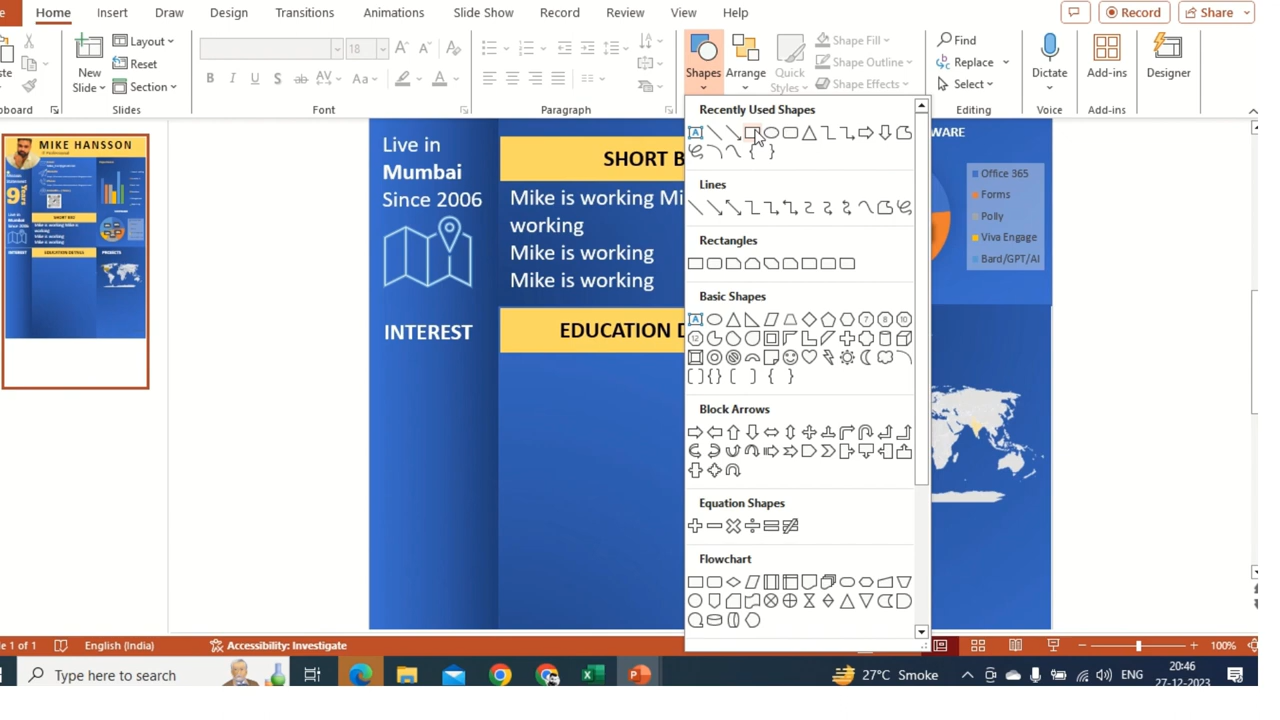 Home Insert Draw Design Transitions Animations Slide Show Record Review View Help Record Share
New Slide
Layout
Reset
Section
18
Shapes
Arrange
Quick Styles
Shape Fill
Shape Outline
Shape Effects
Find
Replace
Select
Dictate
Add-ins
Designer
Slides Font Paragraph Editing Voice Add-ins
MIKE HANSSON
9
Years
SHORT BIO
EDUCATION DETAILS
INTEREST
PROJECTS
Live in
Mumbai
Since 2006
INTEREST
SHORT B
Mike is working Mi
working
Mike is working
Mike is working
EDUCATION D
Recently Used Shapes
Lines
Rectangles
Basic Shapes
Block Arrows
Equation Shapes
Flowchart
WARE
Office 365
Forms
Polly
Viva Engage
Bard/GPT/AI
1 of 1 English (India) Accessibility: Investigate 100%
Type here to search
27°C Smoke
ENG
20:46
27-12-2023